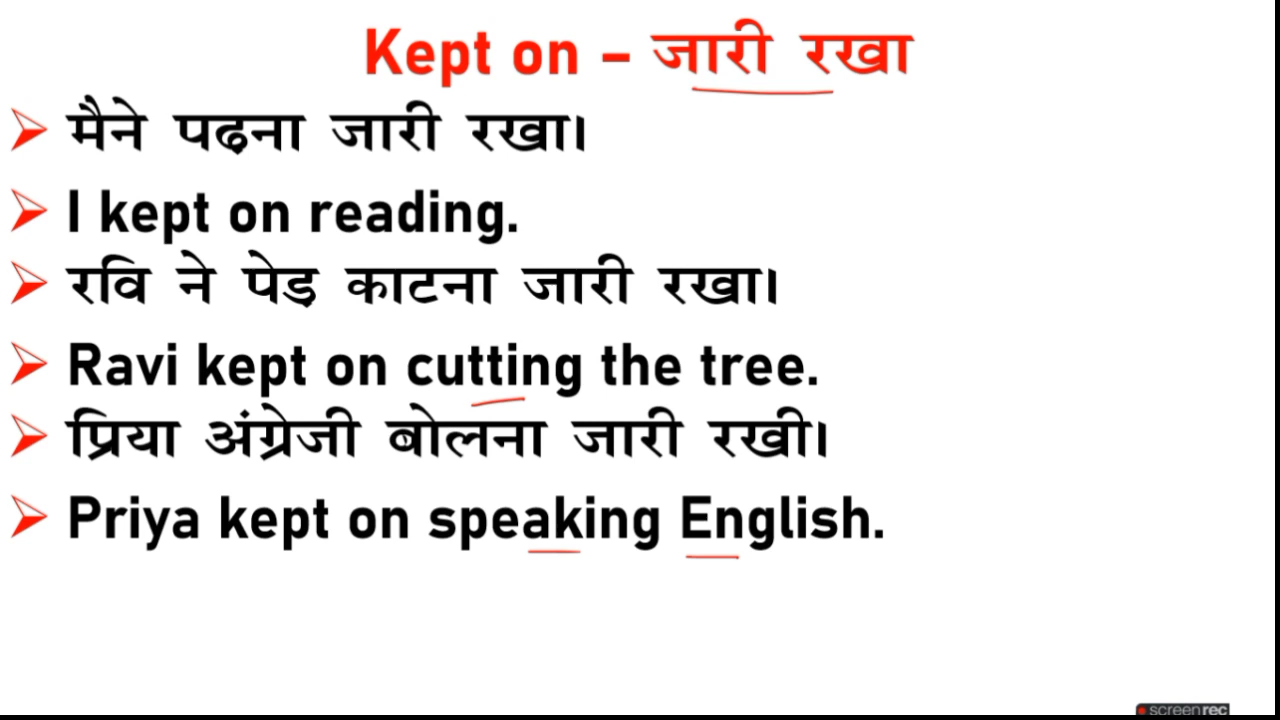 Kept on – जारी रखा
मैने पढना जारी रखा।
I kept on reading.
रवि ने पेड काटना जारी रखा।
Ravi kept on cutting the tree.
प्रिया अंग्रेजी बोलना जारी रखी।
Priya kept on speaking English.
screenrec